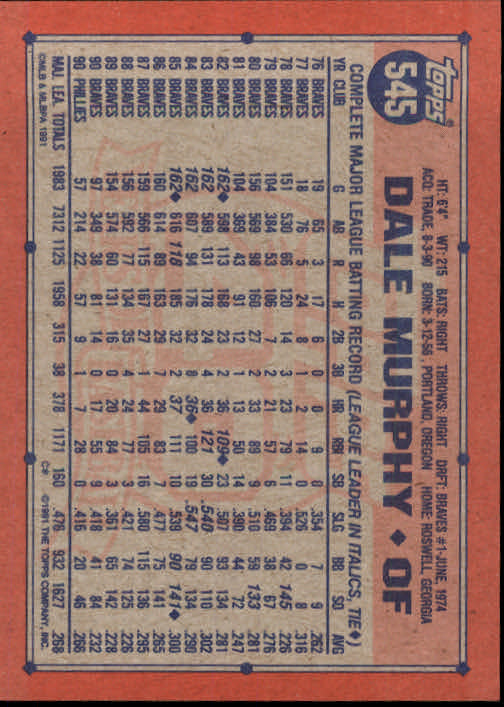 TOPPS®
545
HT: 6'4" WT: 215 BATS: RIGHT THROWS: RIGHT DRFT: BRAVES #1-JUNE, 1974
ACQ: TRADE, 8-3-90 BORN: 3-12-56, PORTLAND, OREGON HOME: ROSWELL, GEORGIA
DALE MURPHY ♦ OF
COMPLETE MAJOR LEAGUE BATTING RECORD (LEAGUE LEADER IN ITALICS, TIE♦)
YR CLUB G AB R H 2B 3B HR RBI SB SLG BB SO AVG
76 BRAVES 19 65 3 17 6 0 0 9 0 .354 7 9 .262
77 BRAVES 18 76 5 24 8 1 2 14 0 .526 0 8 .316
78 BRAVES 151 530 66 120 14 3 23 79 11 .394 42 145 .226
79 BRAVES 104 384 53 106 7 2 21 57 6 .469 38 67 .276
80 BRAVES 156 569 98 160 27 2 33 89 9 .510 59 133 .281
81 BRAVES 104 369 43 91 12 1 13 50 14 .390 44 72 .247
82 BRAVES 162♦ 598 113 168 23 2 36 109♦ 23 .507 93 134 .281
83 BRAVES 162 589 131 178 24 4 36 121 30 .540 90 110 .302
84 BRAVES 162♦ 607 94 176 32 8 36♦ 100 19 .547 79 134 .290
85 BRAVES 162♦ 616 118 185 32 2 37 111 10 .539 90 141♦ .300
86 BRAVES 160 614 89 163 29 7 29 83 7 .477 75 141 .265
87 BRAVES 159 566 115 167 27 1 44 105 16 .580 115 136 .295
88 BRAVES 156 592 77 134 35 4 24 77 3 .421 74 125 .226
89 BRAVES 154 574 60 131 16 0 20 84 3 .361 65 142 .228
90 BRAVES 97 349 38 81 14 0 17 55 9 .418 41 84 .232
90 PHILLIES 57 214 22 57 9 1 7 28 0 .416 20 46 .266
MAJ. LEA. TOTALS 1983 7312 1125 1958 315 38 378 1171 160 .476 932 1627 .268
©MLB & MLBPA 1991 C* ©1991 THE TOPPS COMPANY, INC.